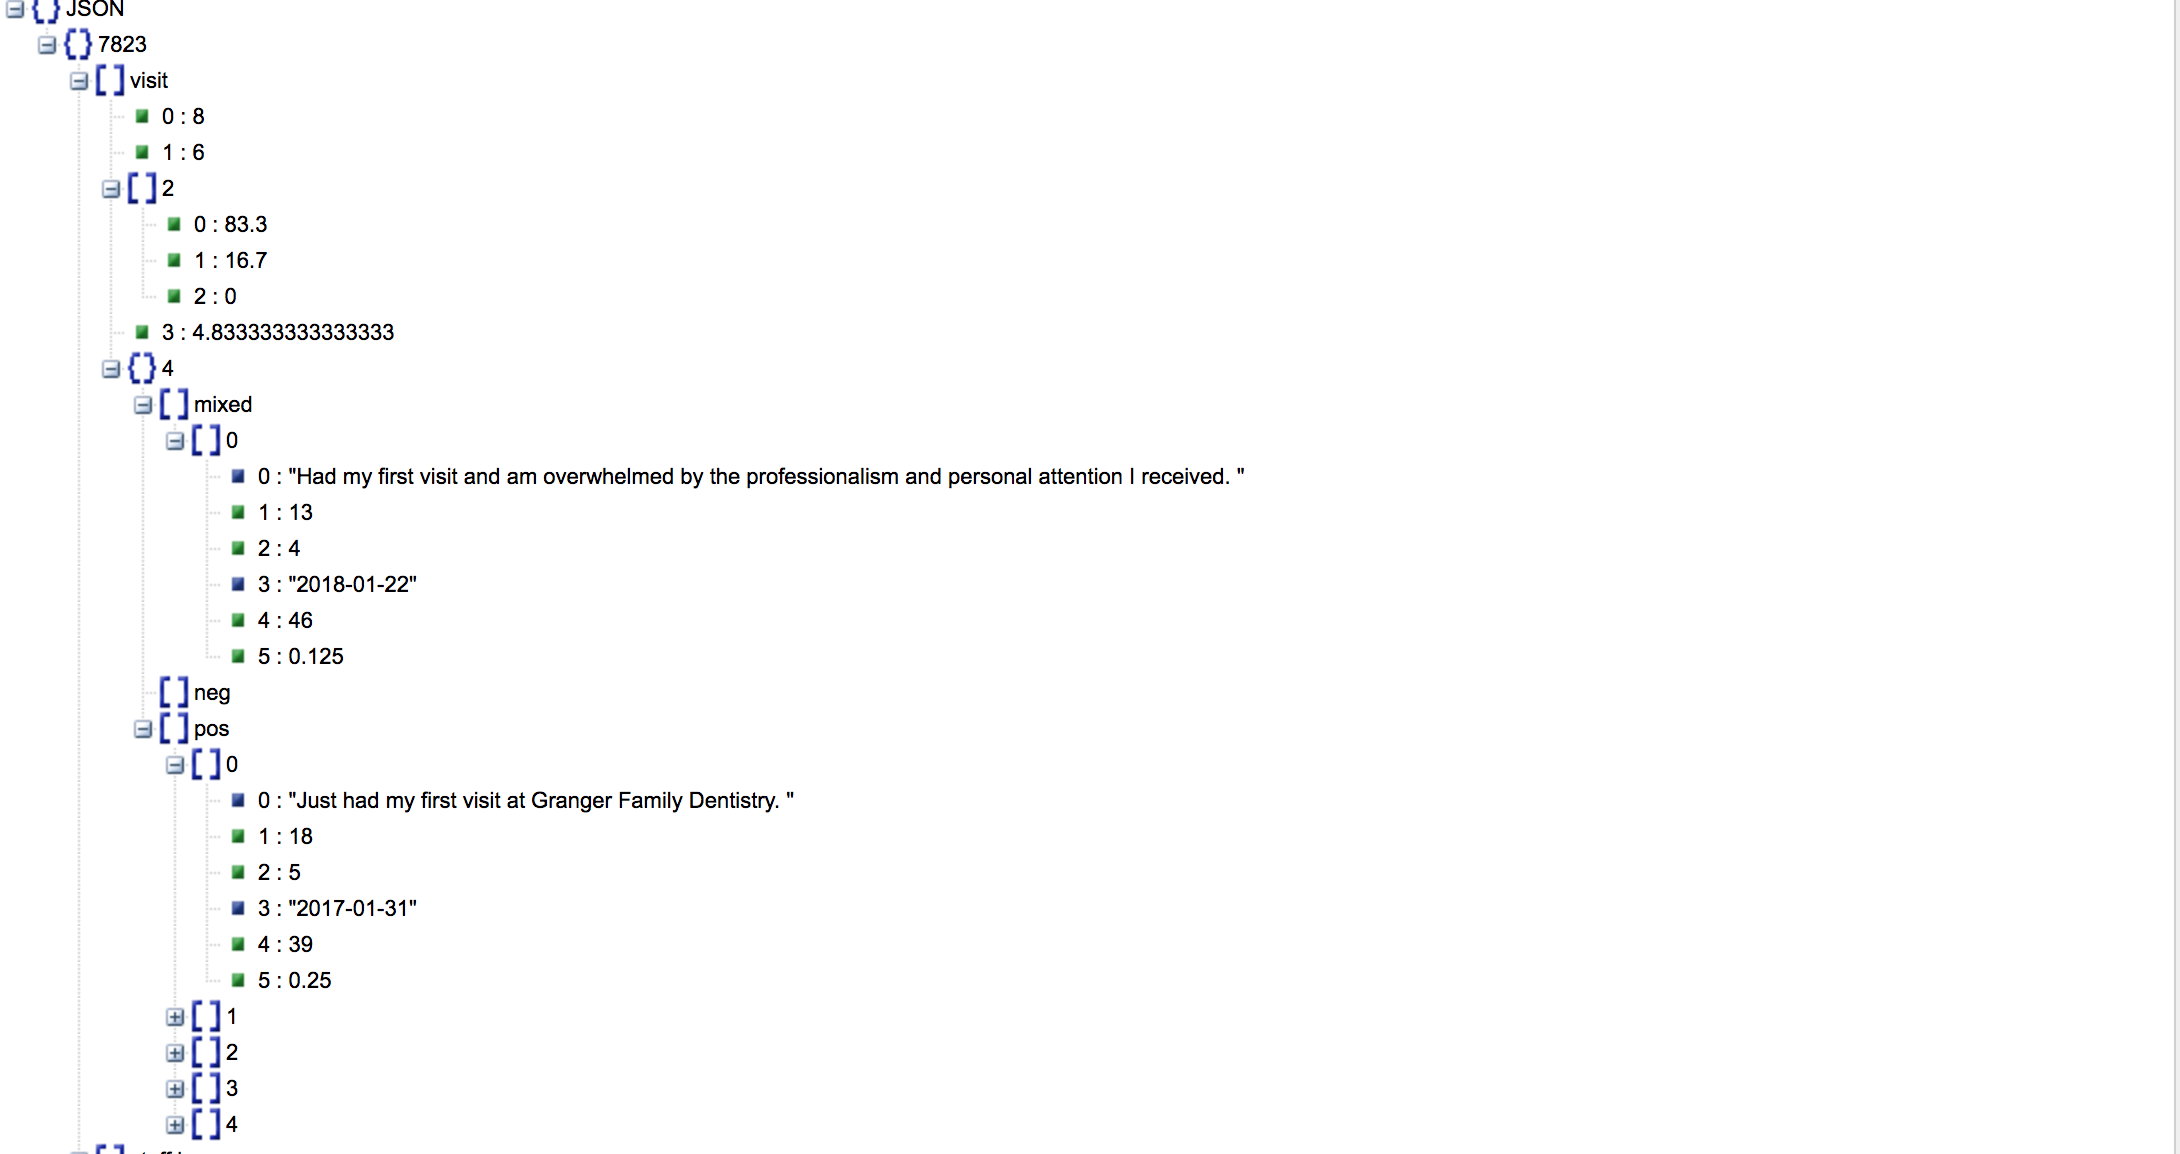 JSON
7823
visit
0 : 8
1 : 6
2
0 : 83.3
1 : 16.7
2 : 0
3 : 4.833333333333333
4
mixed
0
0 : "Had my first visit and am overwhelmed by the professionalism and personal attention I received. "
1 : 13
2 : 4
3 : "2018-01-22"
4 : 46
5 : 0.125
neg
pos
0
0 : "Just had my first visit at Granger Family Dentistry. "
1 : 18
2 : 5
3 : "2017-01-31"
4 : 39
5 : 0.25
1
2
3
4